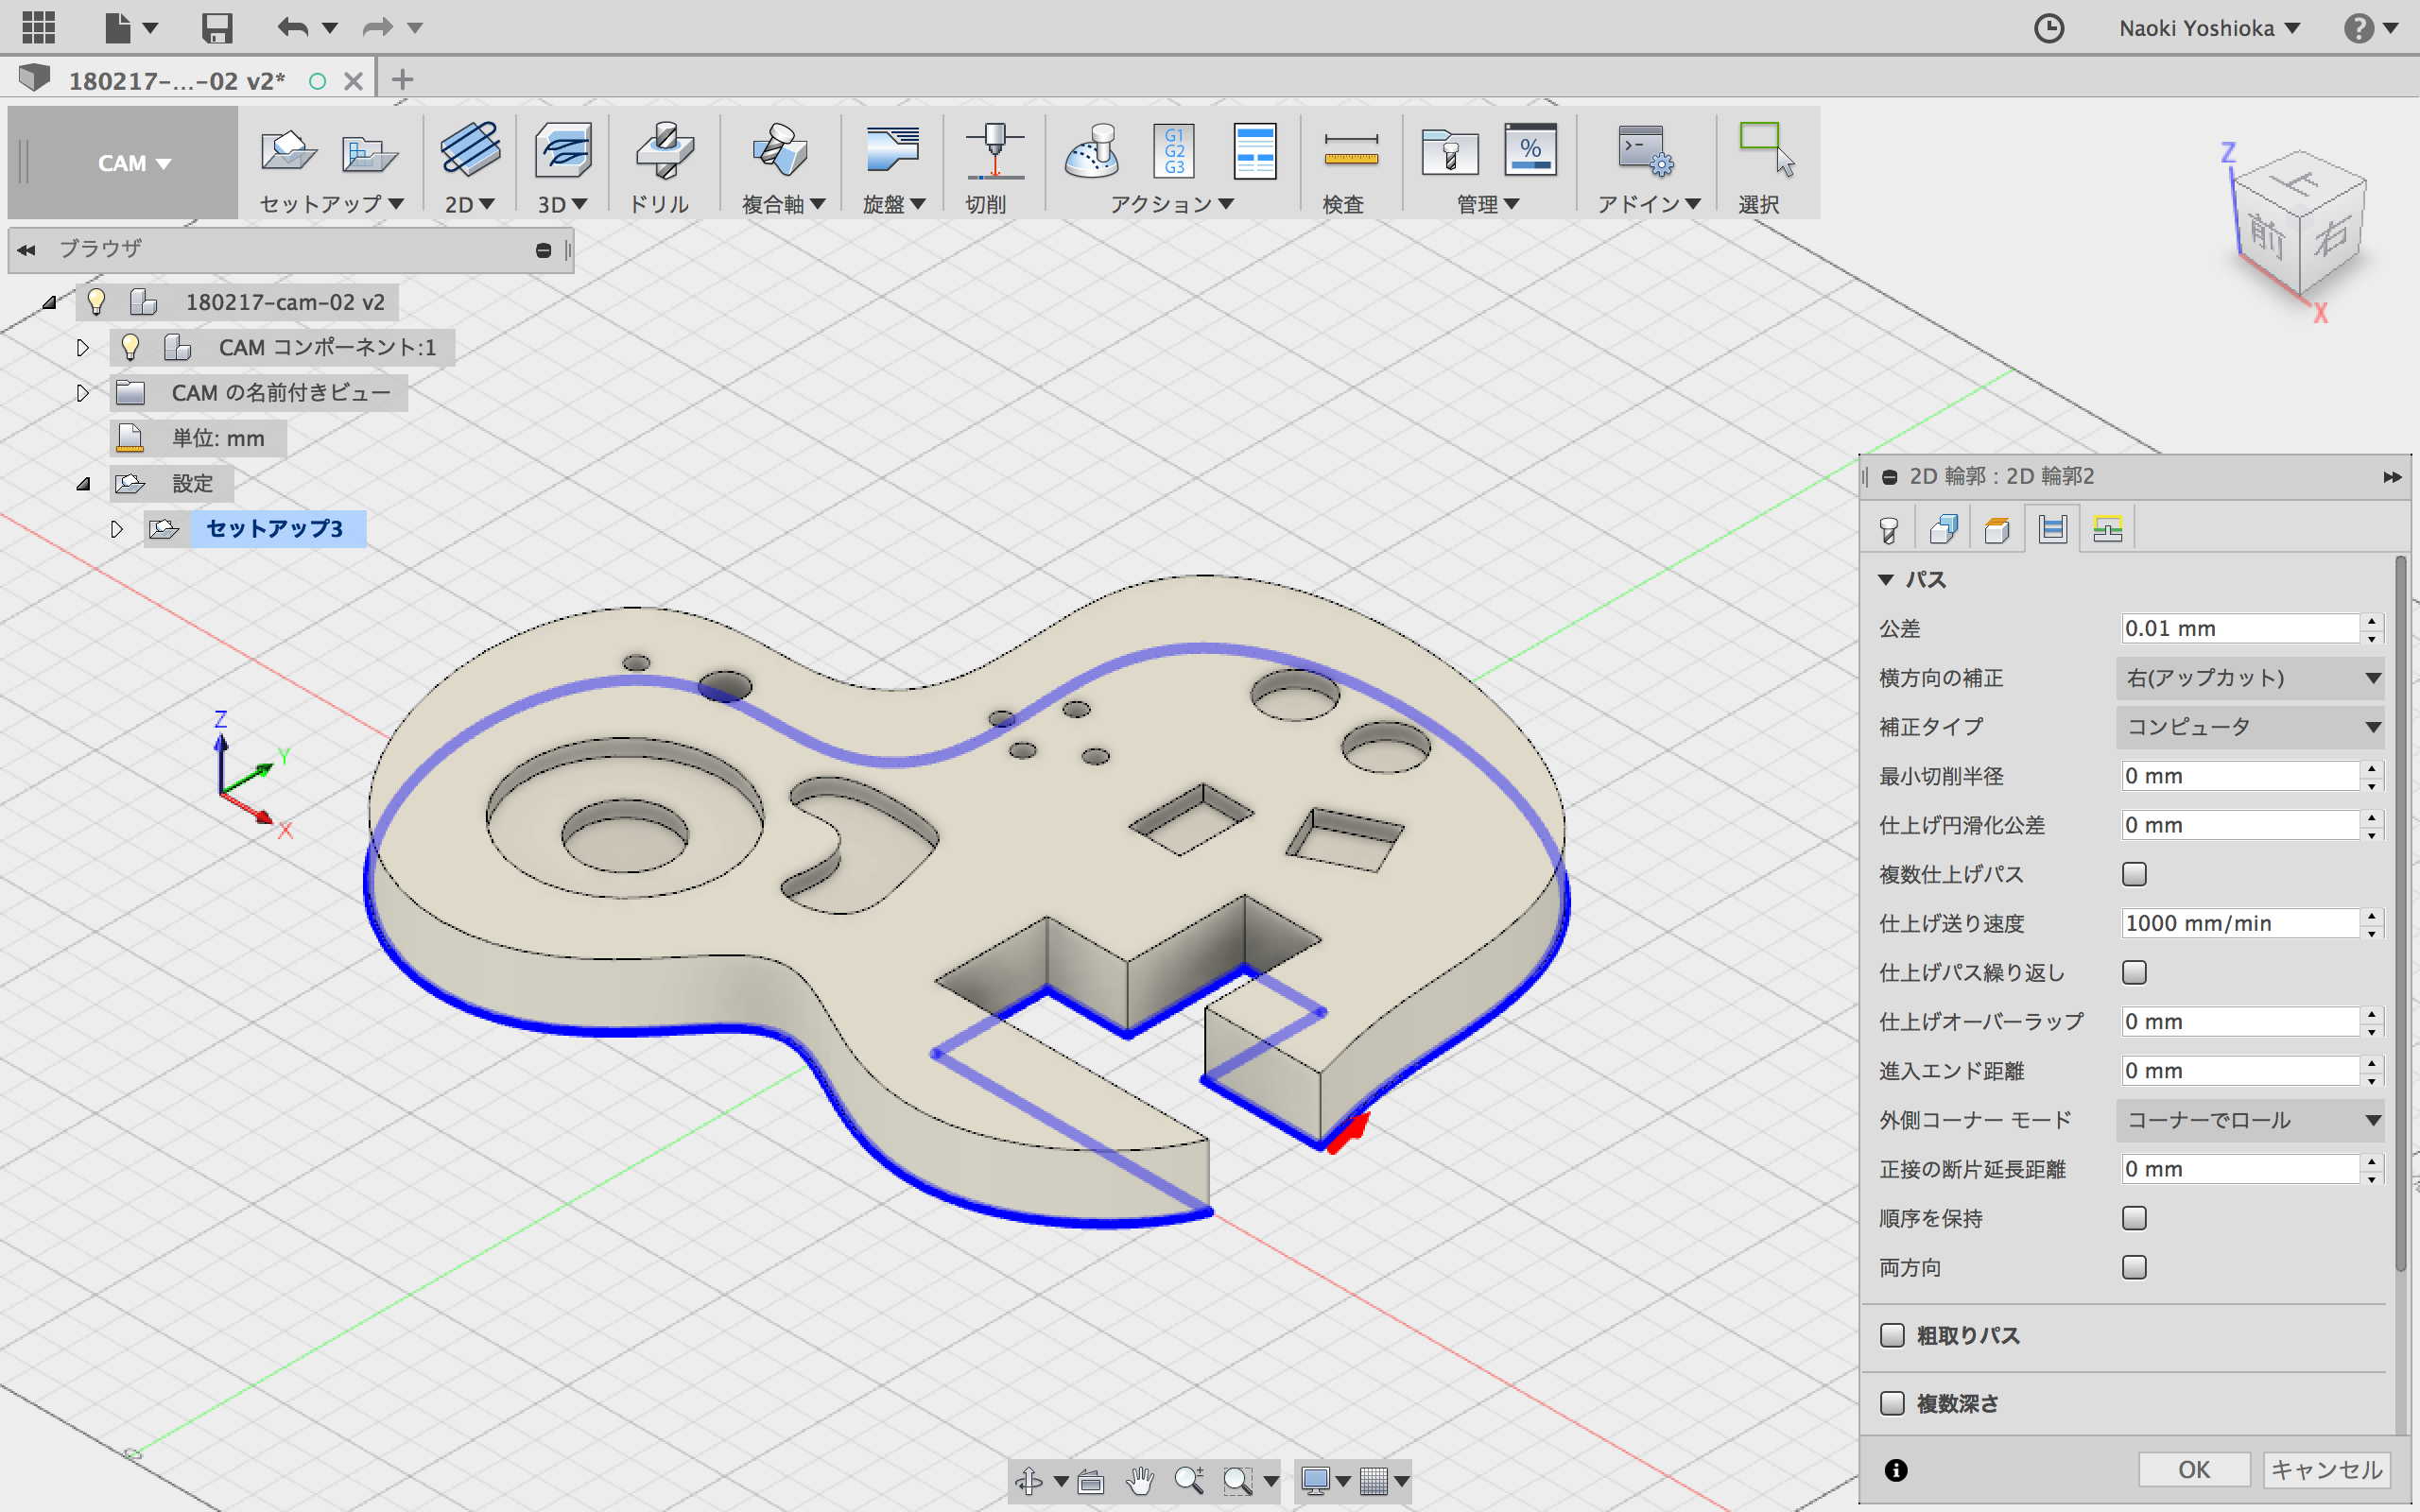 Naoki Yoshioka
180217-...-02 v2*
CAM
G1
G2
G3
%
セットアップ
2D
3D
ドリル
複合軸
旋盤
切削
アクション
検査
管理
アドイン
選択
ブラウザ
180217-cam-02 v2
CAM コンポーネント:1
CAM の名前付きビュー
単位: mm
設定
セットアップ3
Z
上
前
右
X
Z
Y
X
2D 輪郭 : 2D 輪郭2
パス
公差 0.01 mm
横方向の補正 右(アップカット)
補正タイプ コンピュータ
最小切削半径 0 mm
仕上げ円滑化公差 0 mm
複数仕上げパス
仕上げ送り速度 1000 mm/min
仕上げパス繰り返し
仕上げオーバーラップ 0 mm
進入エンド距離 0 mm
外側コーナー モード コーナーでロール
正接の断片延長距離 0 mm
順序を保持
両方向
粗取りパス
複数深さ
OK キャンセル